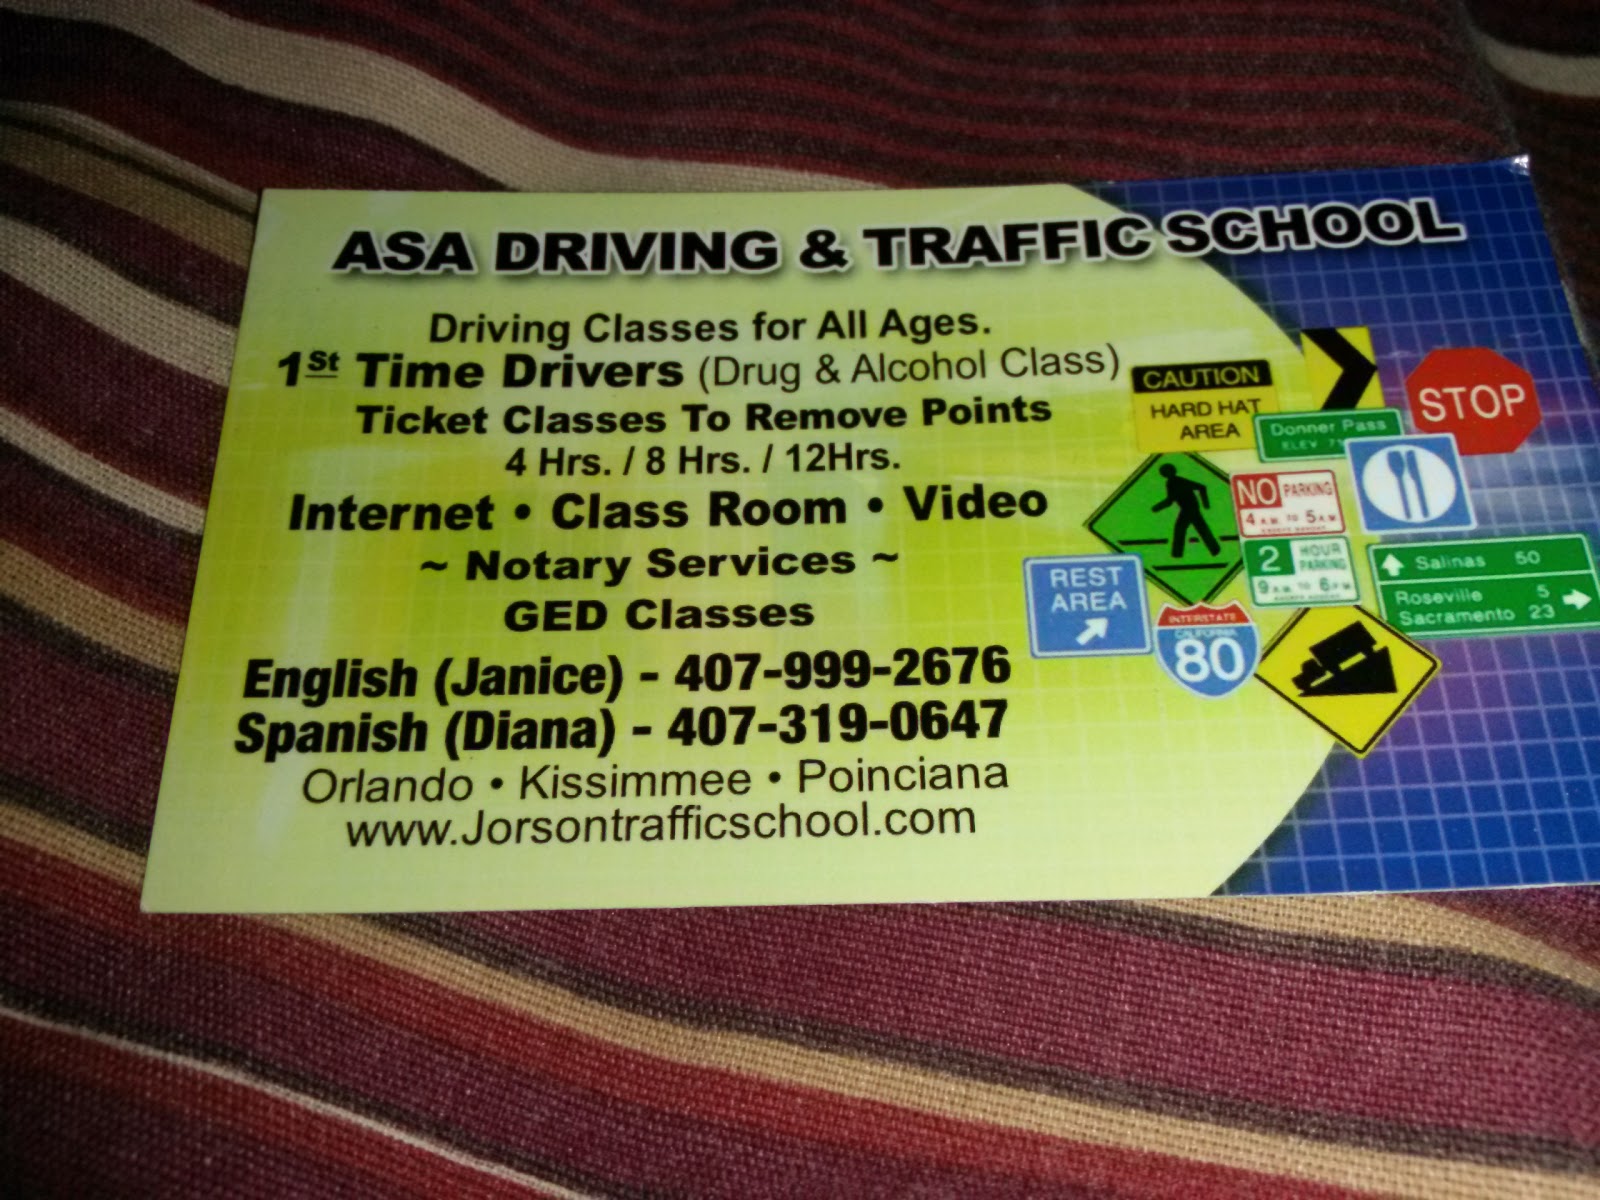 ASA DRIVING & TRAFFIC SCHOOL
Driving Classes for All Ages.
1St Time Drivers (Drug & Alcohol Class)
Ticket Classes To Remove Points
4 Hrs. / 8 Hrs. / 12Hrs.
Internet • Class Room • Video
~ Notary Services ~
GED Classes
English (Janice) - 407-999-2676
Spanish (Diana) - 407-319-0647
Orlando • Kissimmee • Poinciana
www.Jorsontrafficschool.com
CAUTION
HARD HAT
AREA
STOP
Donner Pass
ELEV
NO PARKING
4 A.M. TO 5 A.M.
2 HOUR
PARKING
9 A.M. TO 6 P.M.
REST
AREA
INTERSTATE
CALIFORNIA
80
Salinas 50
Roseville 5
Sacramento 23